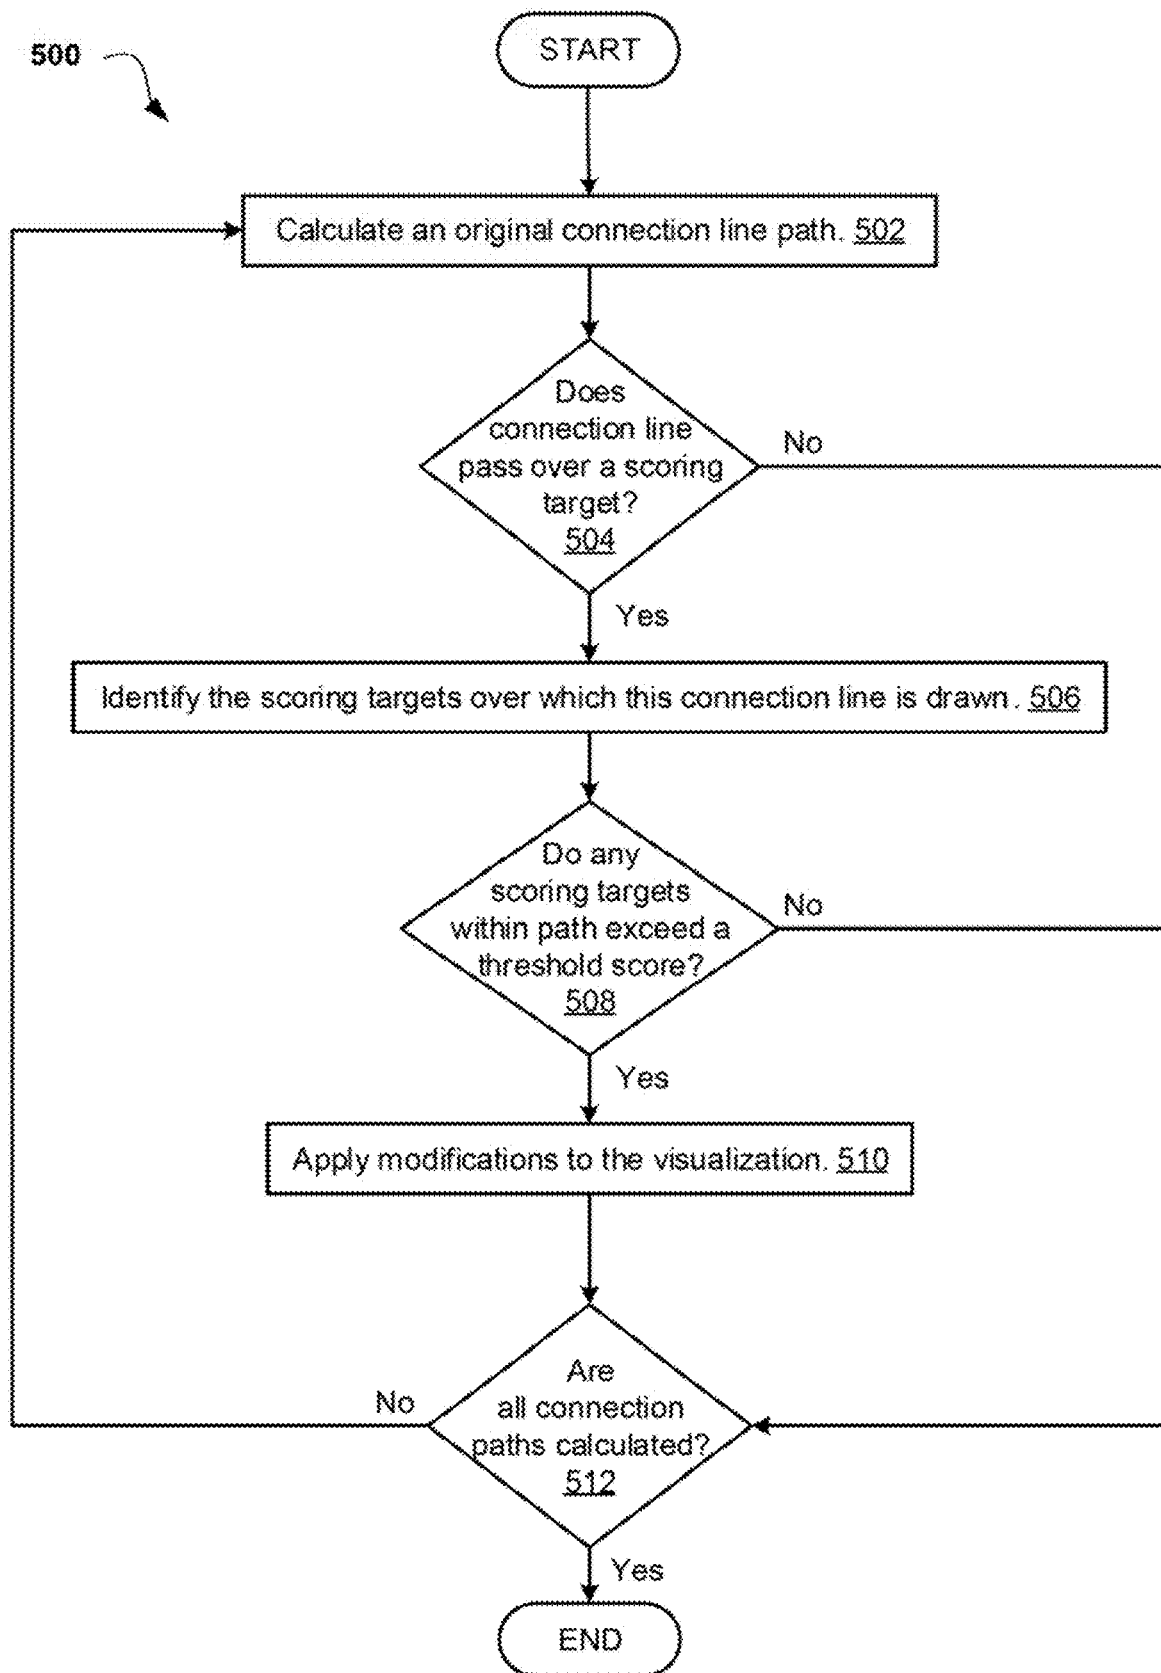 500
START
Calculate an original connection line path. 502
Does
connection line
pass over a scoring
target?
504
No
Yes
Identify the scoring targets over which this connection line is drawn. 506
Do any
scoring targets
within path exceed a
threshold score?
508
No
Yes
Apply modifications to the visualization. 510
Are
all connection
paths calculated?
512
No
Yes
END